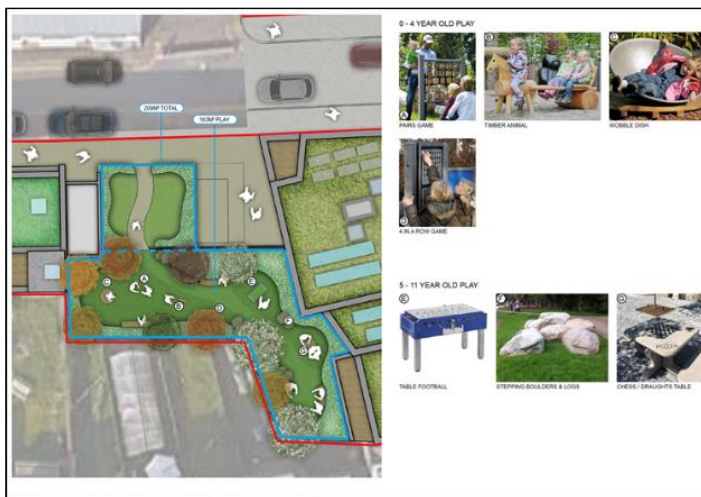 209M² TOTAL
163M² PLAY
C
A
B
D
E
F
G
0 - 4 YEAR OLD PLAY
A
PAIRS GAME
B
TIMBER ANIMAL
C
WOBBLE DISH
D
4 IN A ROW GAME
5 - 11 YEAR OLD PLAY
E
TABLE FOOTBALL
F
STEPPING BOULDERS & LOGS
G
CHESS / DRAUGHTS TABLE